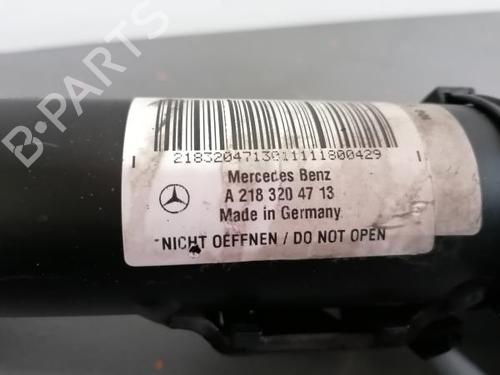 2183204713011111800429
Mercedes Benz
A 218 320 47 13
Made in Germany
NICHT OEFFNEN / DO NOT OPEN
B-PARTS